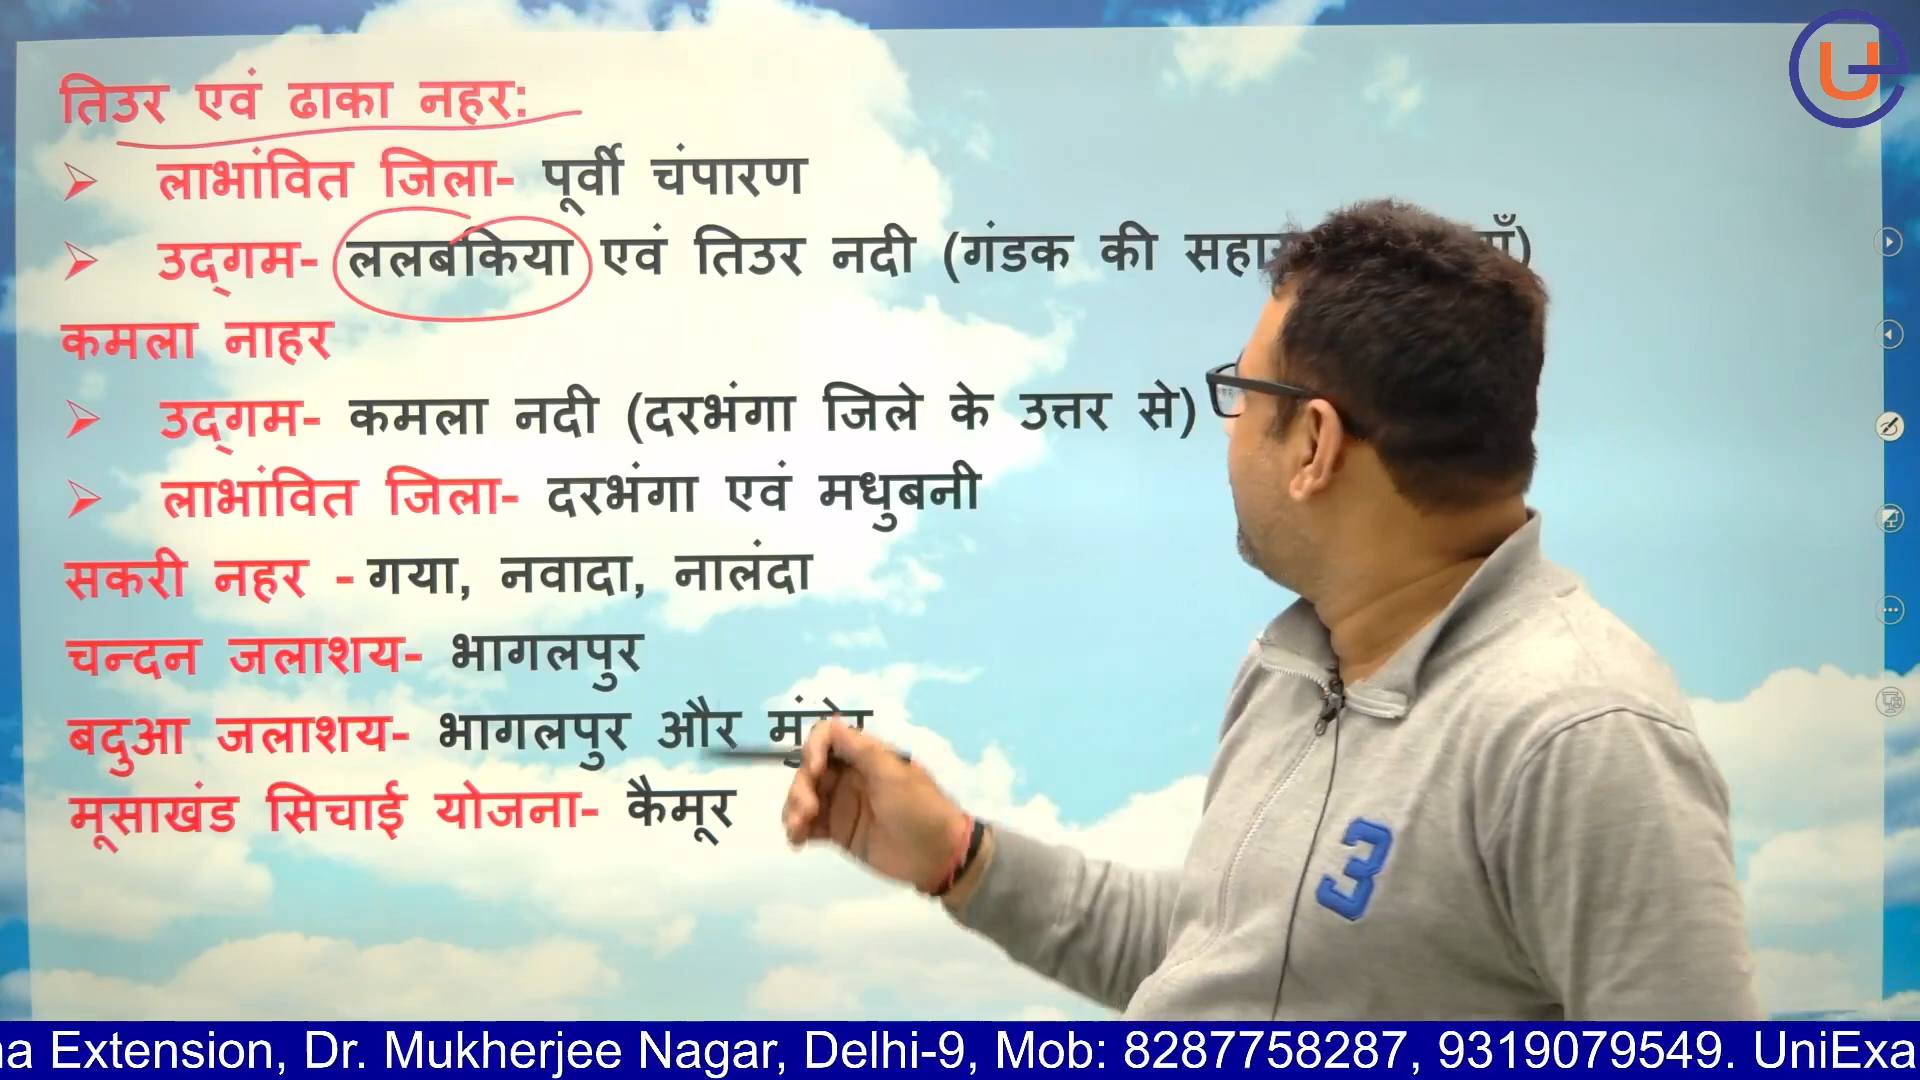 तिउर एवं ढाका नहर:
➢ लाभांवित जिला- पूर्वी चंपारण
➢ उद्गम- ललबकिया एवं तिउर नदी (गंडक की
कमला नाहर
➢ उद्गम- कमला नदी (दरभंगा जिले के उत्तर से)
➢ लाभांवित जिला- दरभंगा एवं मधुबनी
सकरी नहर - गया, नवादा, नालंदा
चन्दन जलाशय- भागलपुर
बदुआ जलाशय- भागलपुर और
मूसाखंड सिचाई योजना- कैमूर
3
Extension, Dr. Mukherjee Nagar, Delhi-9, Mob: 8287758287, 9319079549. UniExa